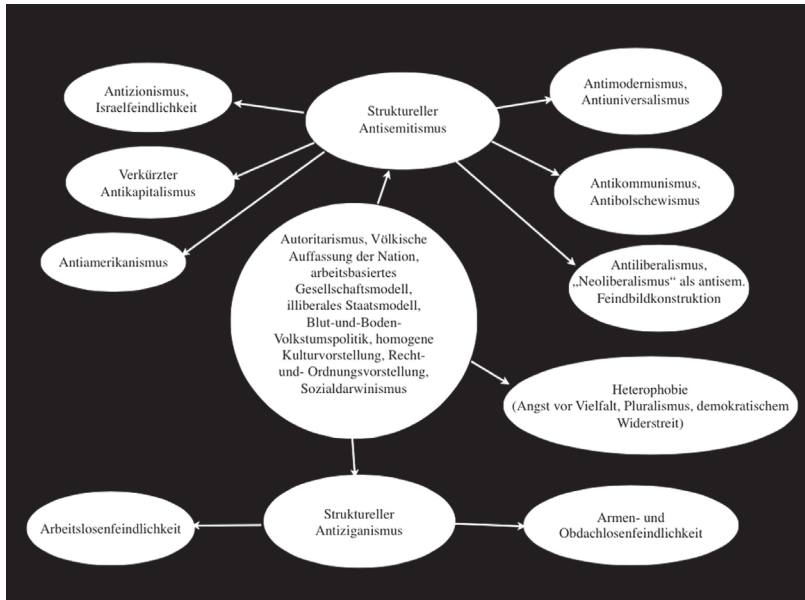 Antizionismus,
Israelfeindlichkeit
Struktureller
Antisemitismus
Antimodernismus,
Antiuniversalismus
Verkürzter
Antikapitalismus
Antikommunismus,
Antibolschewismus
Antiamerikanismus
Autoritarismus, Völkische
Auffassung der Nation,
arbeitsbasiertes
Gesellschaftsmodell,
illiberales Staatsmodell,
Blut-und-Boden-
Volkstumspolitik, homogene
Kulturvorstellung, Recht-
und- Ordnungsvorstellung,
Sozialdarwinismus
Antiliberalismus,
„Neoliberalismus“ als antisem.
Feindbildkonstruktion
Heterophobie
(Angst vor Vielfalt, Pluralismus, demokratischem
Widerstreit)
Arbeitslosenfeindlichkeit
Struktureller
Antiziganismus
Armen- und
Obdachlosenfeindlichkeit